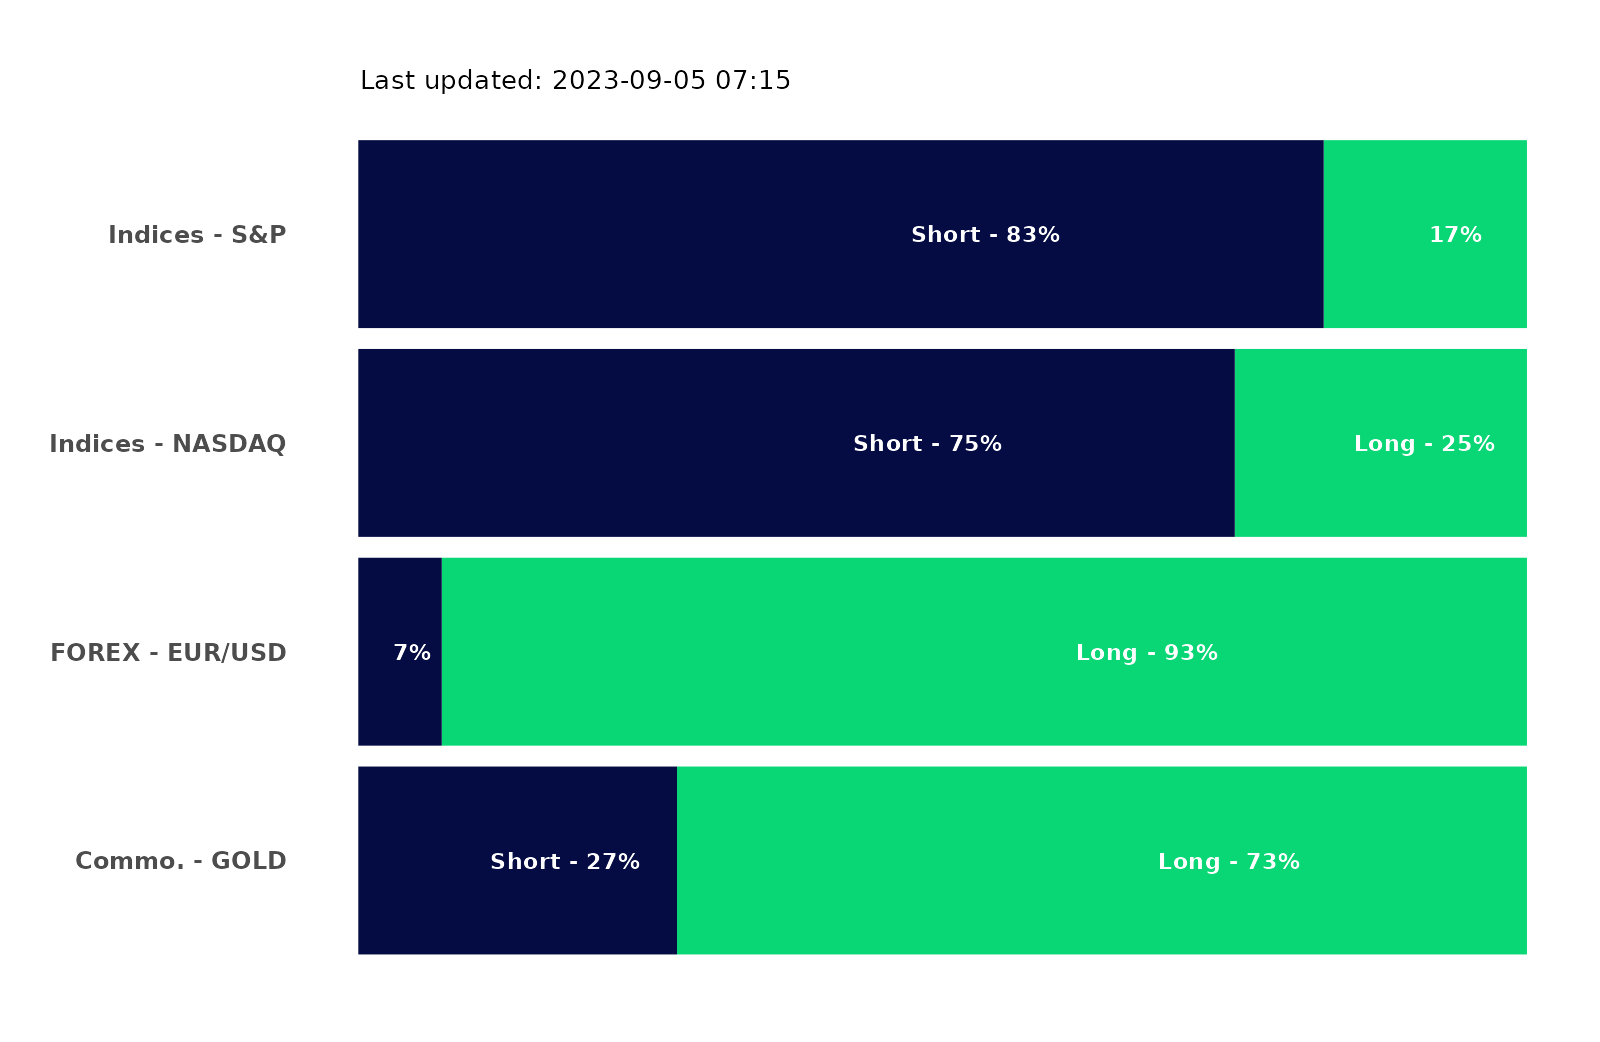 Last updated: 2023-09-05 07:15
Indices - S&P
Short - 83%
17%
Indices - NASDAQ
Short - 75%
Long - 25%
FOREX - EUR/USD
7%
Long - 93%
Commo. - GOLD
Short - 27%
Long - 73%